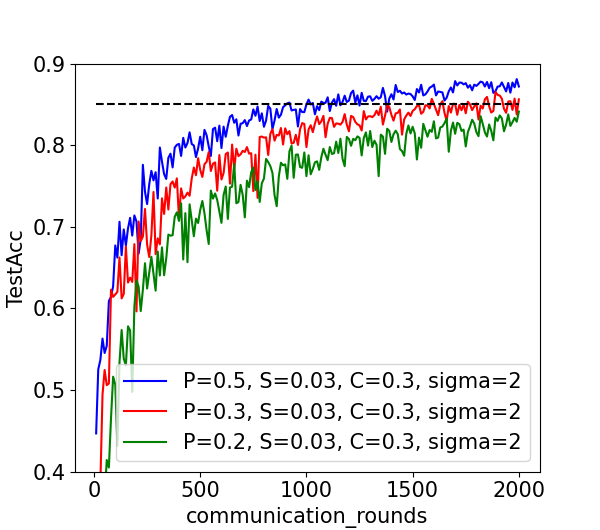 0.9
0.8
0.7
0.6
0.5
0.4
TestAcc
P=0.5, S=0.03, C=0.3, sigma=2
P=0.3, S=0.03, C=0.3, sigma=2
P=0.2, S=0.03, C=0.3, sigma=2
0 500 1000 1500 2000
communication_rounds